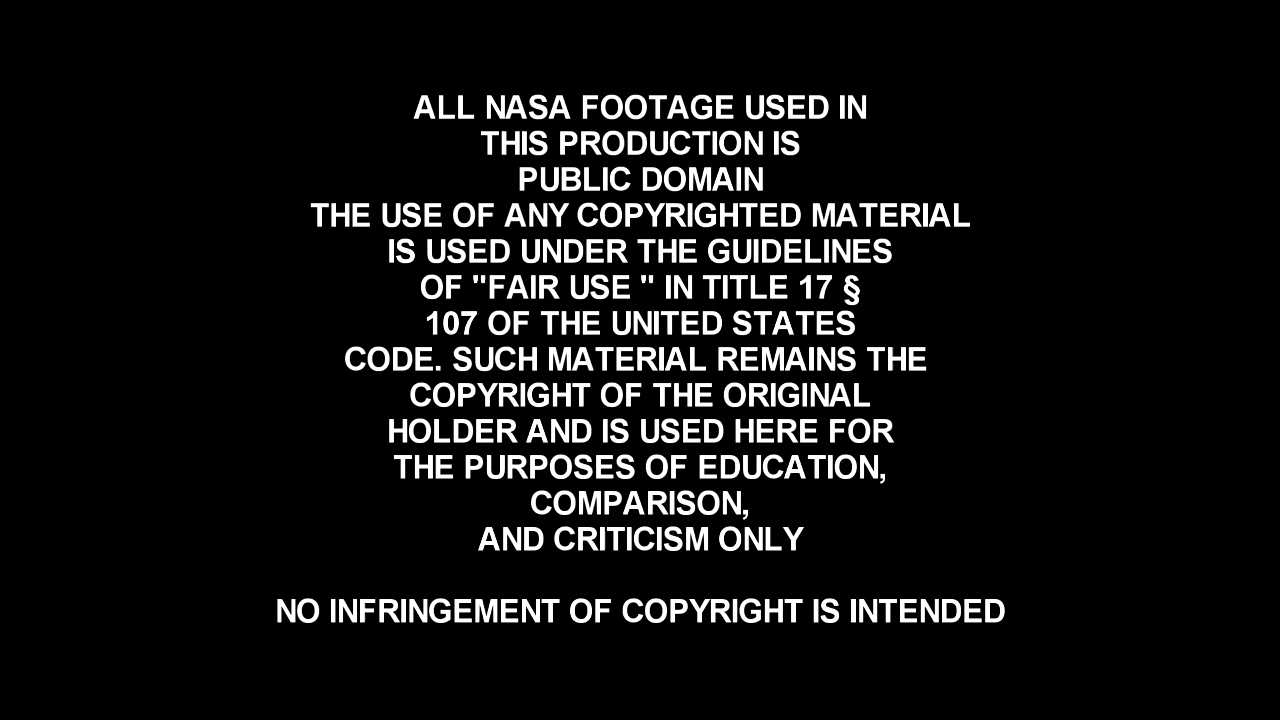 ALL NASA FOOTAGE USED IN
THIS PRODUCTION IS
PUBLIC DOMAIN
THE USE OF ANY COPYRIGHTED MATERIAL
IS USED UNDER THE GUIDELINES
OF "FAIR USE " IN TITLE 17 §
107 OF THE UNITED STATES
CODE. SUCH MATERIAL REMAINS THE
COPYRIGHT OF THE ORIGINAL
HOLDER AND IS USED HERE FOR
THE PURPOSES OF EDUCATION,
COMPARISON,
AND CRITICISM ONLY
NO INFRINGEMENT OF COPYRIGHT IS INTENDED